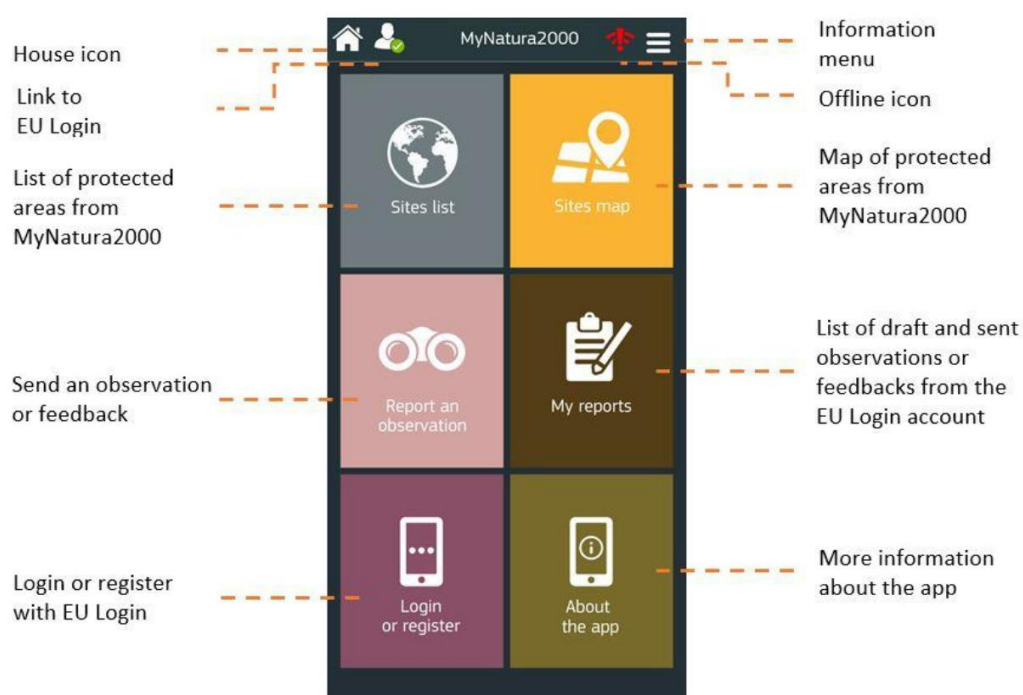 House icon
Link to
EU Login
List of protected
areas from
MyNatura2000
Send an observation
or feedback
Login or register
with EU Login
MyNatura2000
Sites list
Sites map
Report an
observation
My reports
Login
or register
About
the app
Information
menu
Offline icon
Map of protected
areas from
MyNatura2000
List of draft and sent
observations or
feedbacks from the
EU Login account
More information
about the app